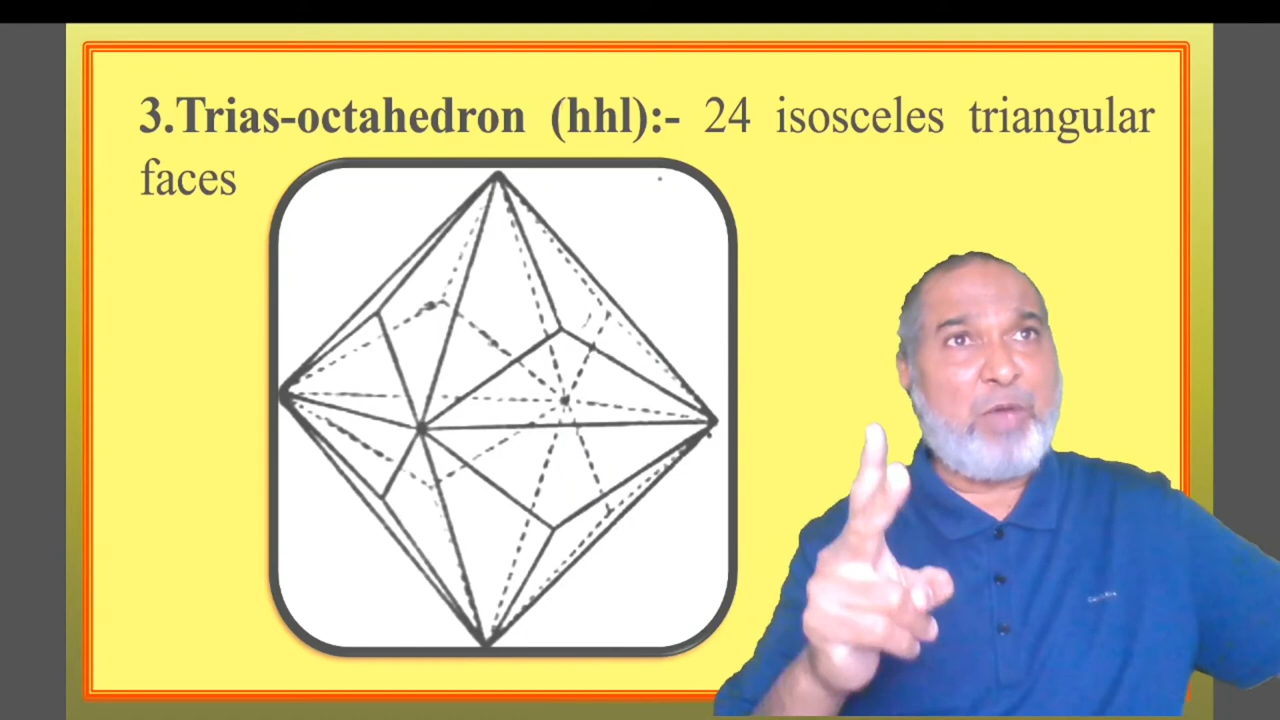 3.Trias-octahedron (hhl):- 24 isosceles triangular
faces